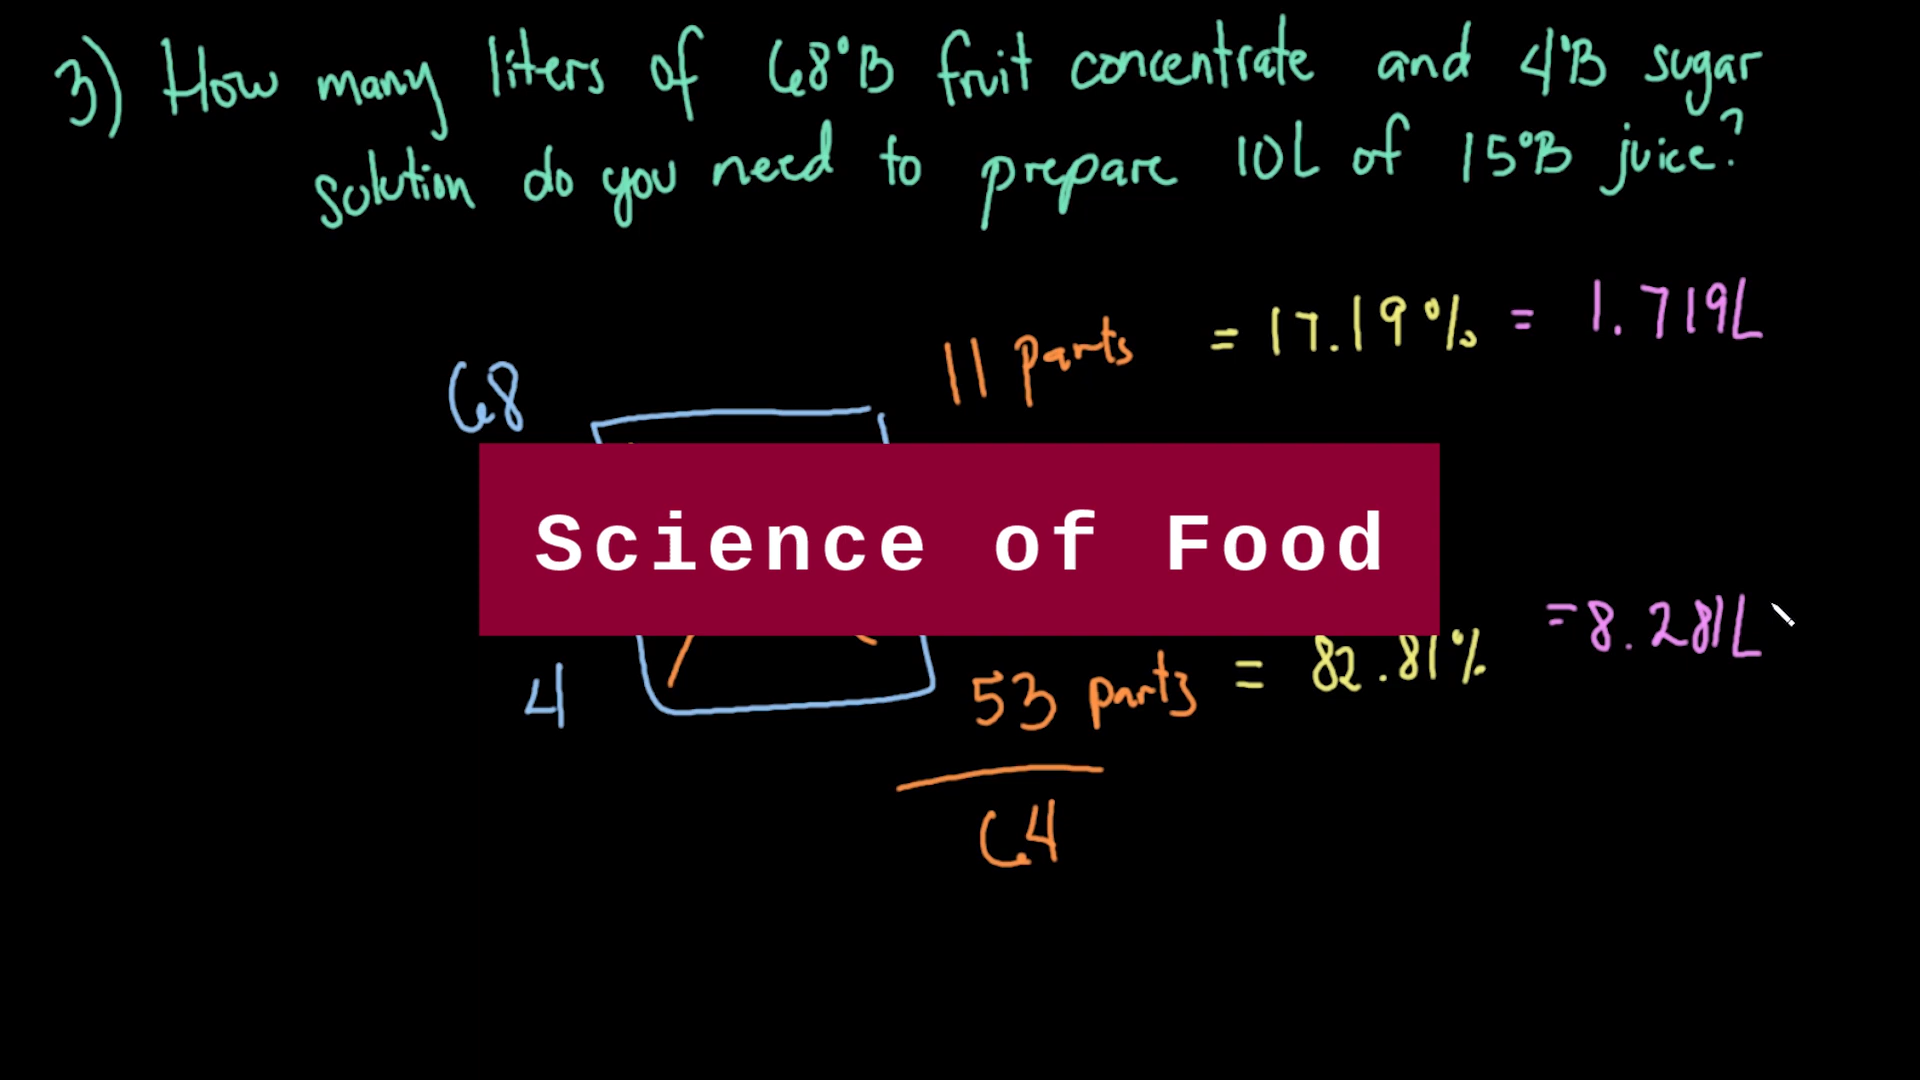 3) How many liters of 68°B fruit concentrate and 4°B sugar
solution do you need to prepare 10L of 15°B juice?
11 parts = 17.19% = 1.719L
68
Science of Food
4
53 parts = 82.81% = 8.281L
64